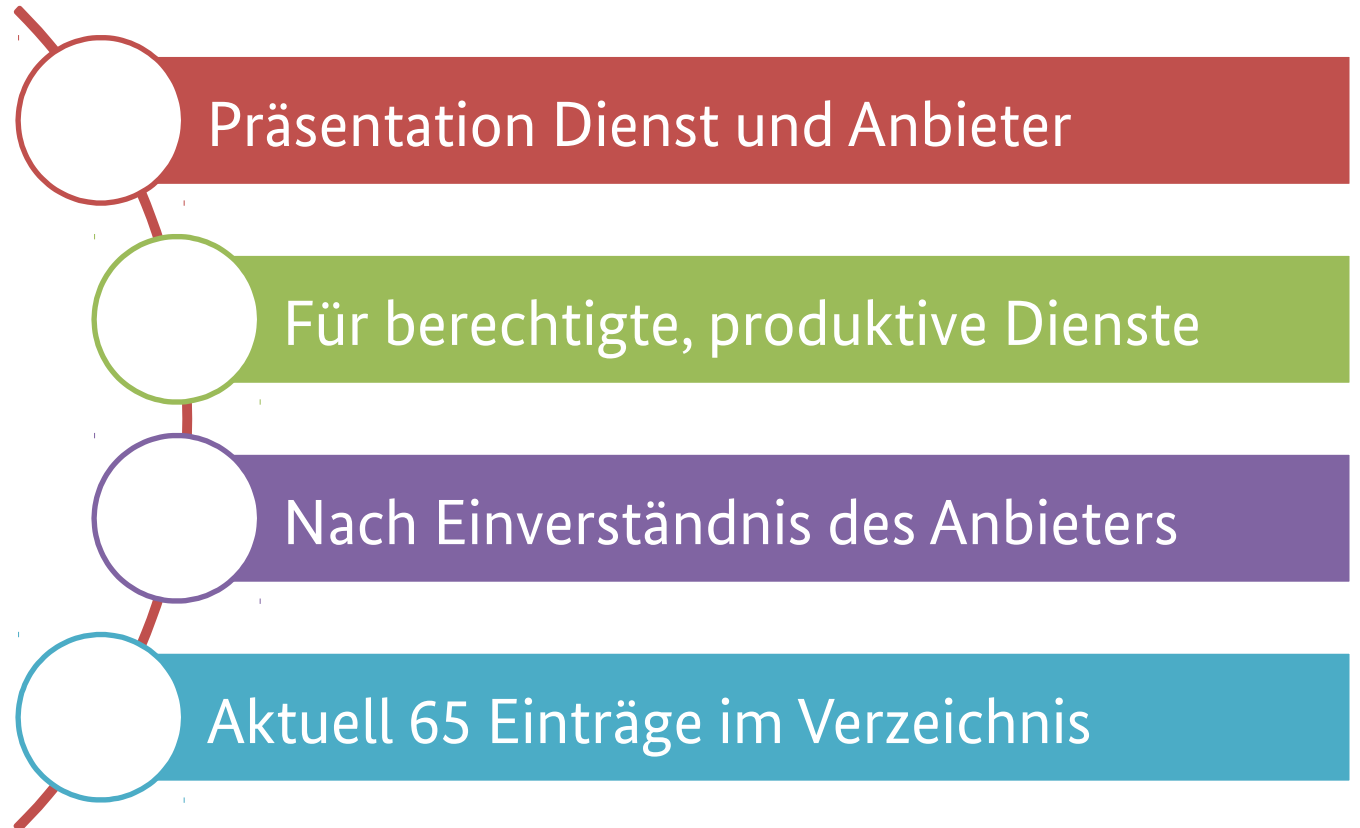 Präsentation Dienst und Anbieter
Für berechtigte, produktive Dienste
Nach Einverständnis des Anbieters
Aktuell 65 Einträge im Verzeichnis